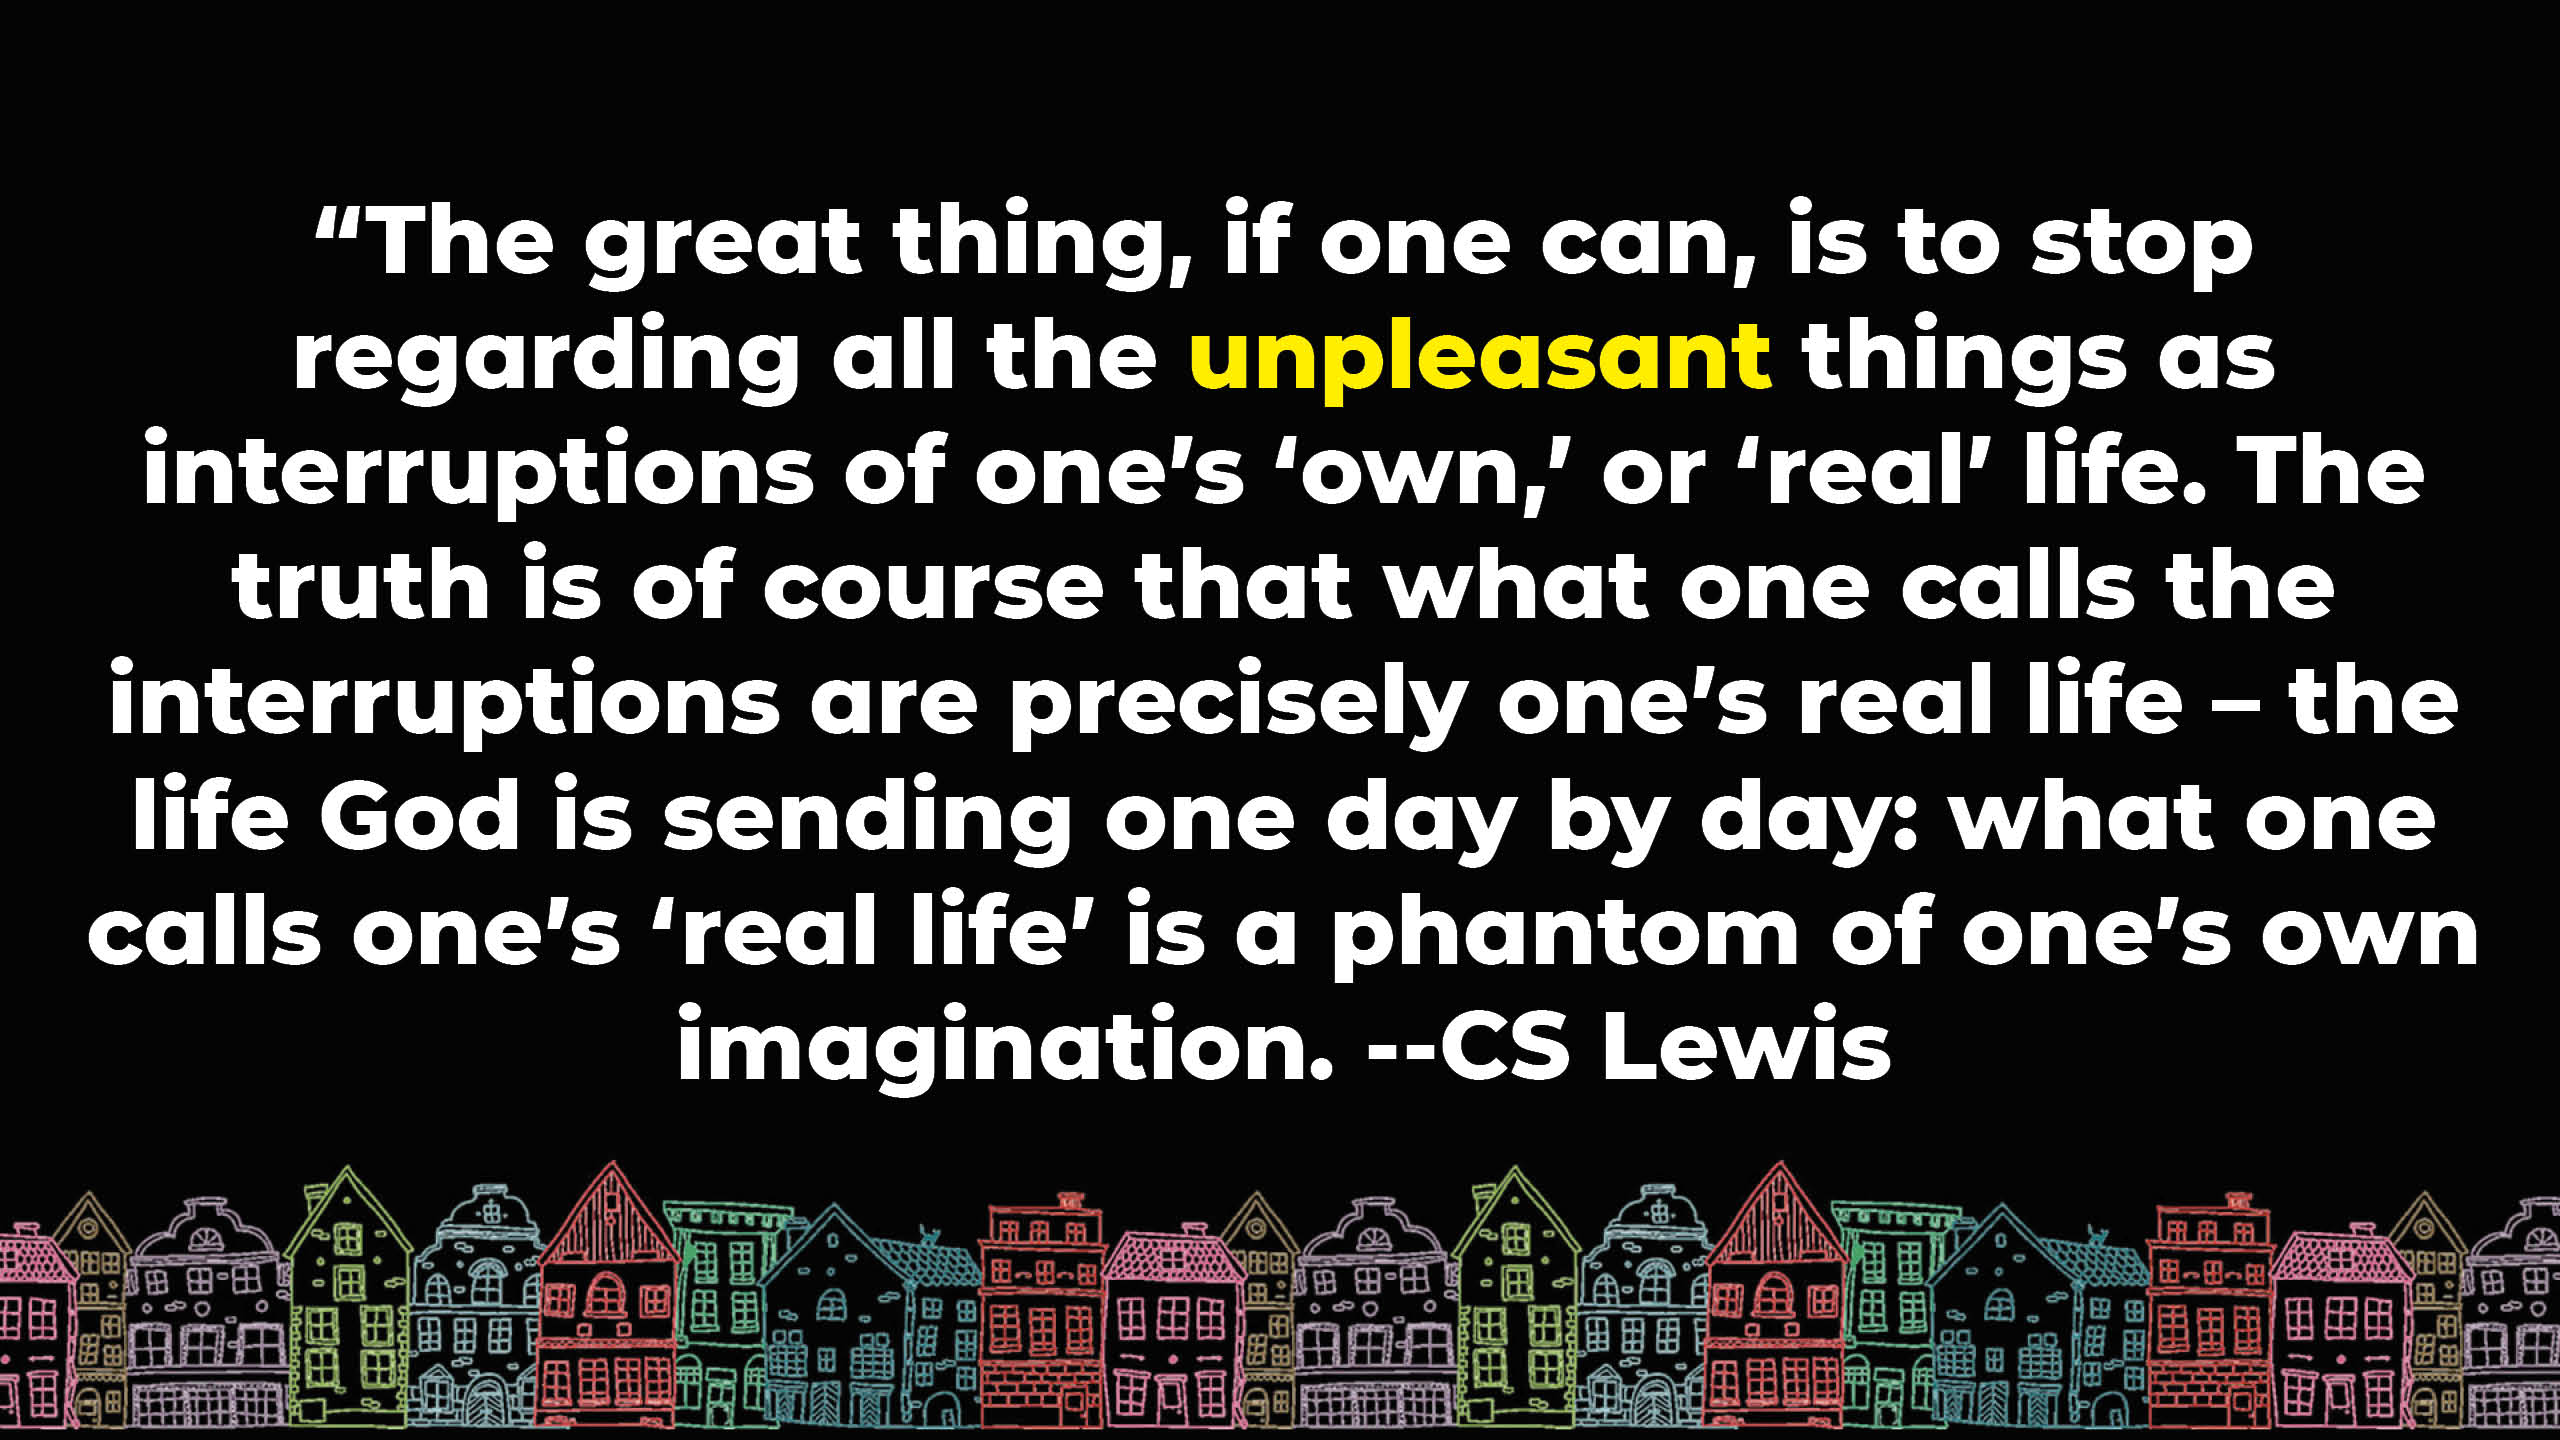 “The great thing, if one can, is to stop
regarding all the unpleasant things as
interruptions of one’s ‘own,’ or ‘real’ life. The
truth is of course that what one calls the
interruptions are precisely one’s real life – the
life God is sending one day by day: what one
calls one’s ‘real life’ is a phantom of one’s own
imagination. --CS Lewis